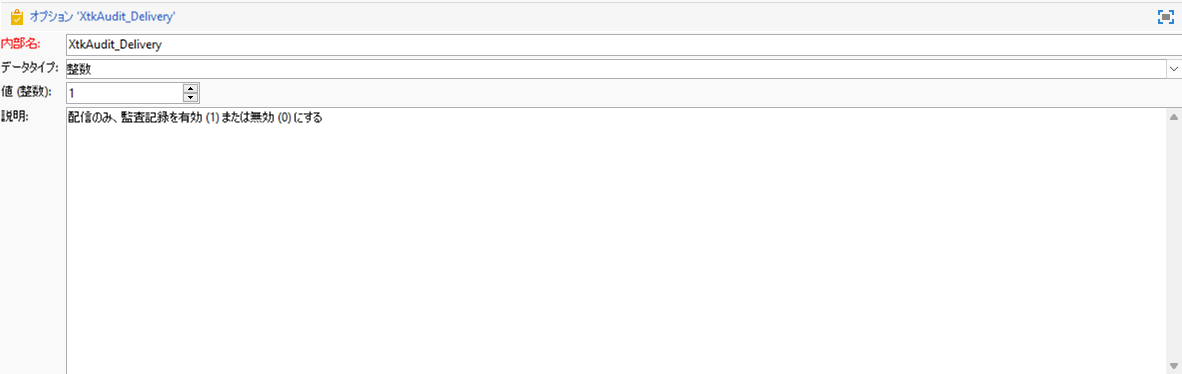 オプション 'XtkAudit_Delivery'
内部名: XtkAudit_Delivery
データタイプ: 整数
値 (整数): 1
説明: 配信のみ、監査記録を有効 (1) または無効 (0) にする